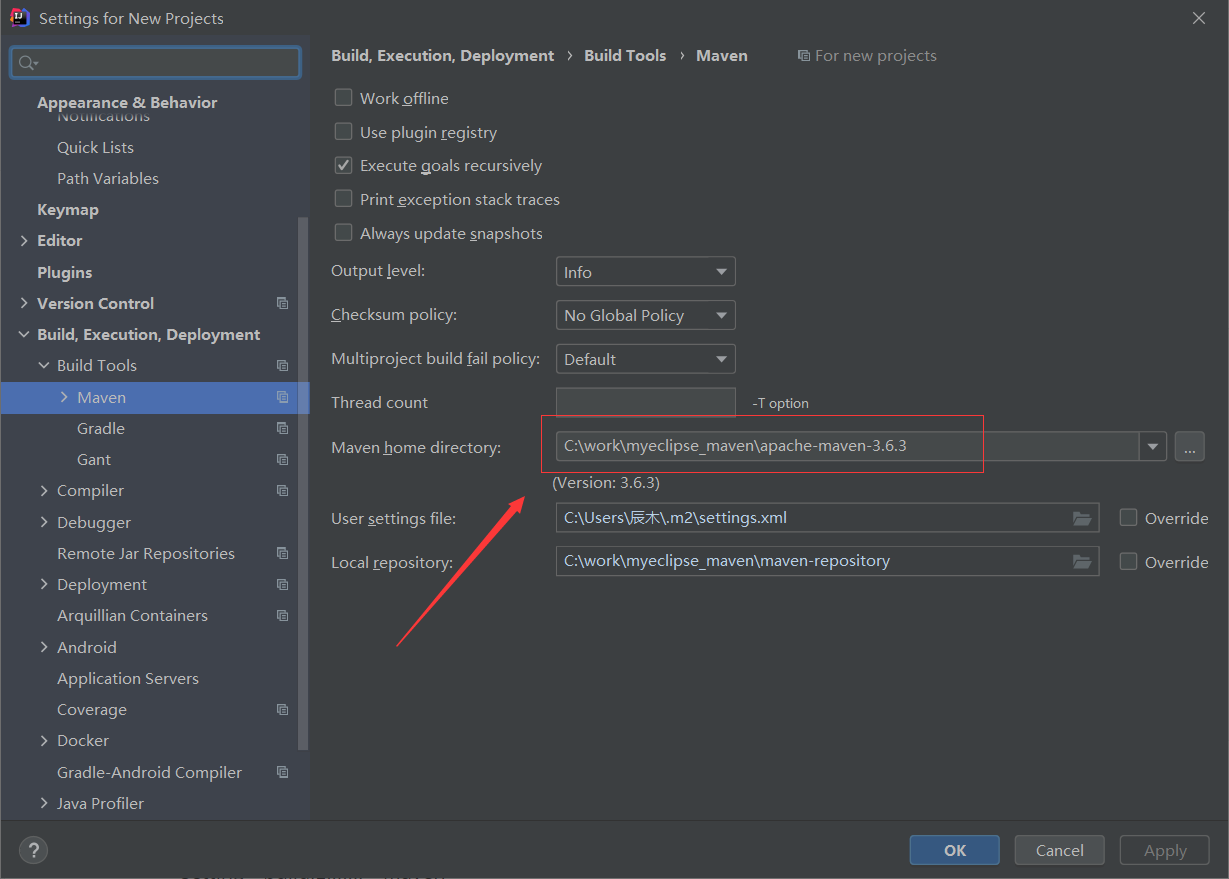 Settings for New Projects
Appearance & Behavior
Notifications
Quick Lists
Path Variables
Keymap
Editor
Plugins
Version Control
Build, Execution, Deployment
Build Tools
Maven
Gradle
Gant
Compiler
Debugger
Remote Jar Repositories
Deployment
Arquillian Containers
Android
Application Servers
Coverage
Docker
Gradle-Android Compiler
Java Profiler
Build, Execution, Deployment › Build Tools › Maven For new projects
Work offline
Use plugin registry
Execute goals recursively
Print exception stack traces
Always update snapshots
Output level: Info
Checksum policy: No Global Policy
Multiproject build fail policy: Default
Thread count -T option
Maven home directory: C:\work\myeclipse_maven\apache-maven-3.6.3 ...
(Version: 3.6.3)
User settings file: C:\Users\辰木\.m2\settings.xml Override
Local repository: C:\work\myeclipse_maven\maven-repository Override
? OK Cancel Apply